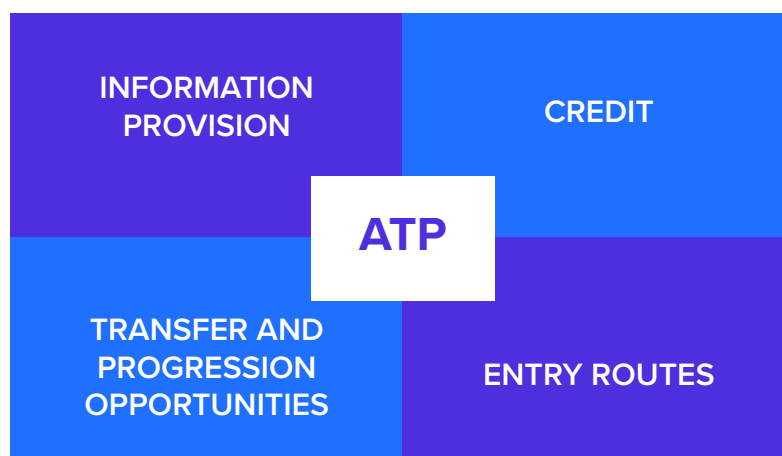 INFORMATION
PROVISION
CREDIT
ATP
TRANSFER AND
PROGRESSION
OPPORTUNITIES
ENTRY ROUTES